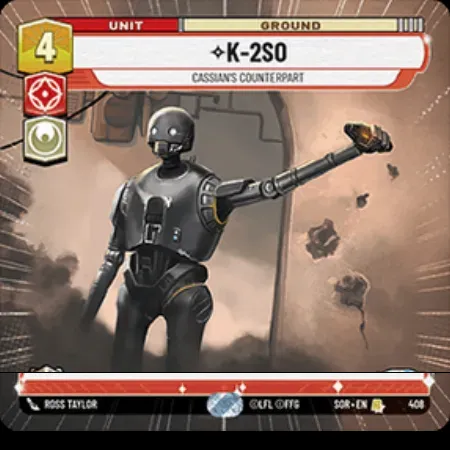 UNIT
GROUND
4
✧K-2SO
CASSIAN'S COUNTERPART
ROSS TAYLOR
©LFL ©FFG
SOR • EN
408